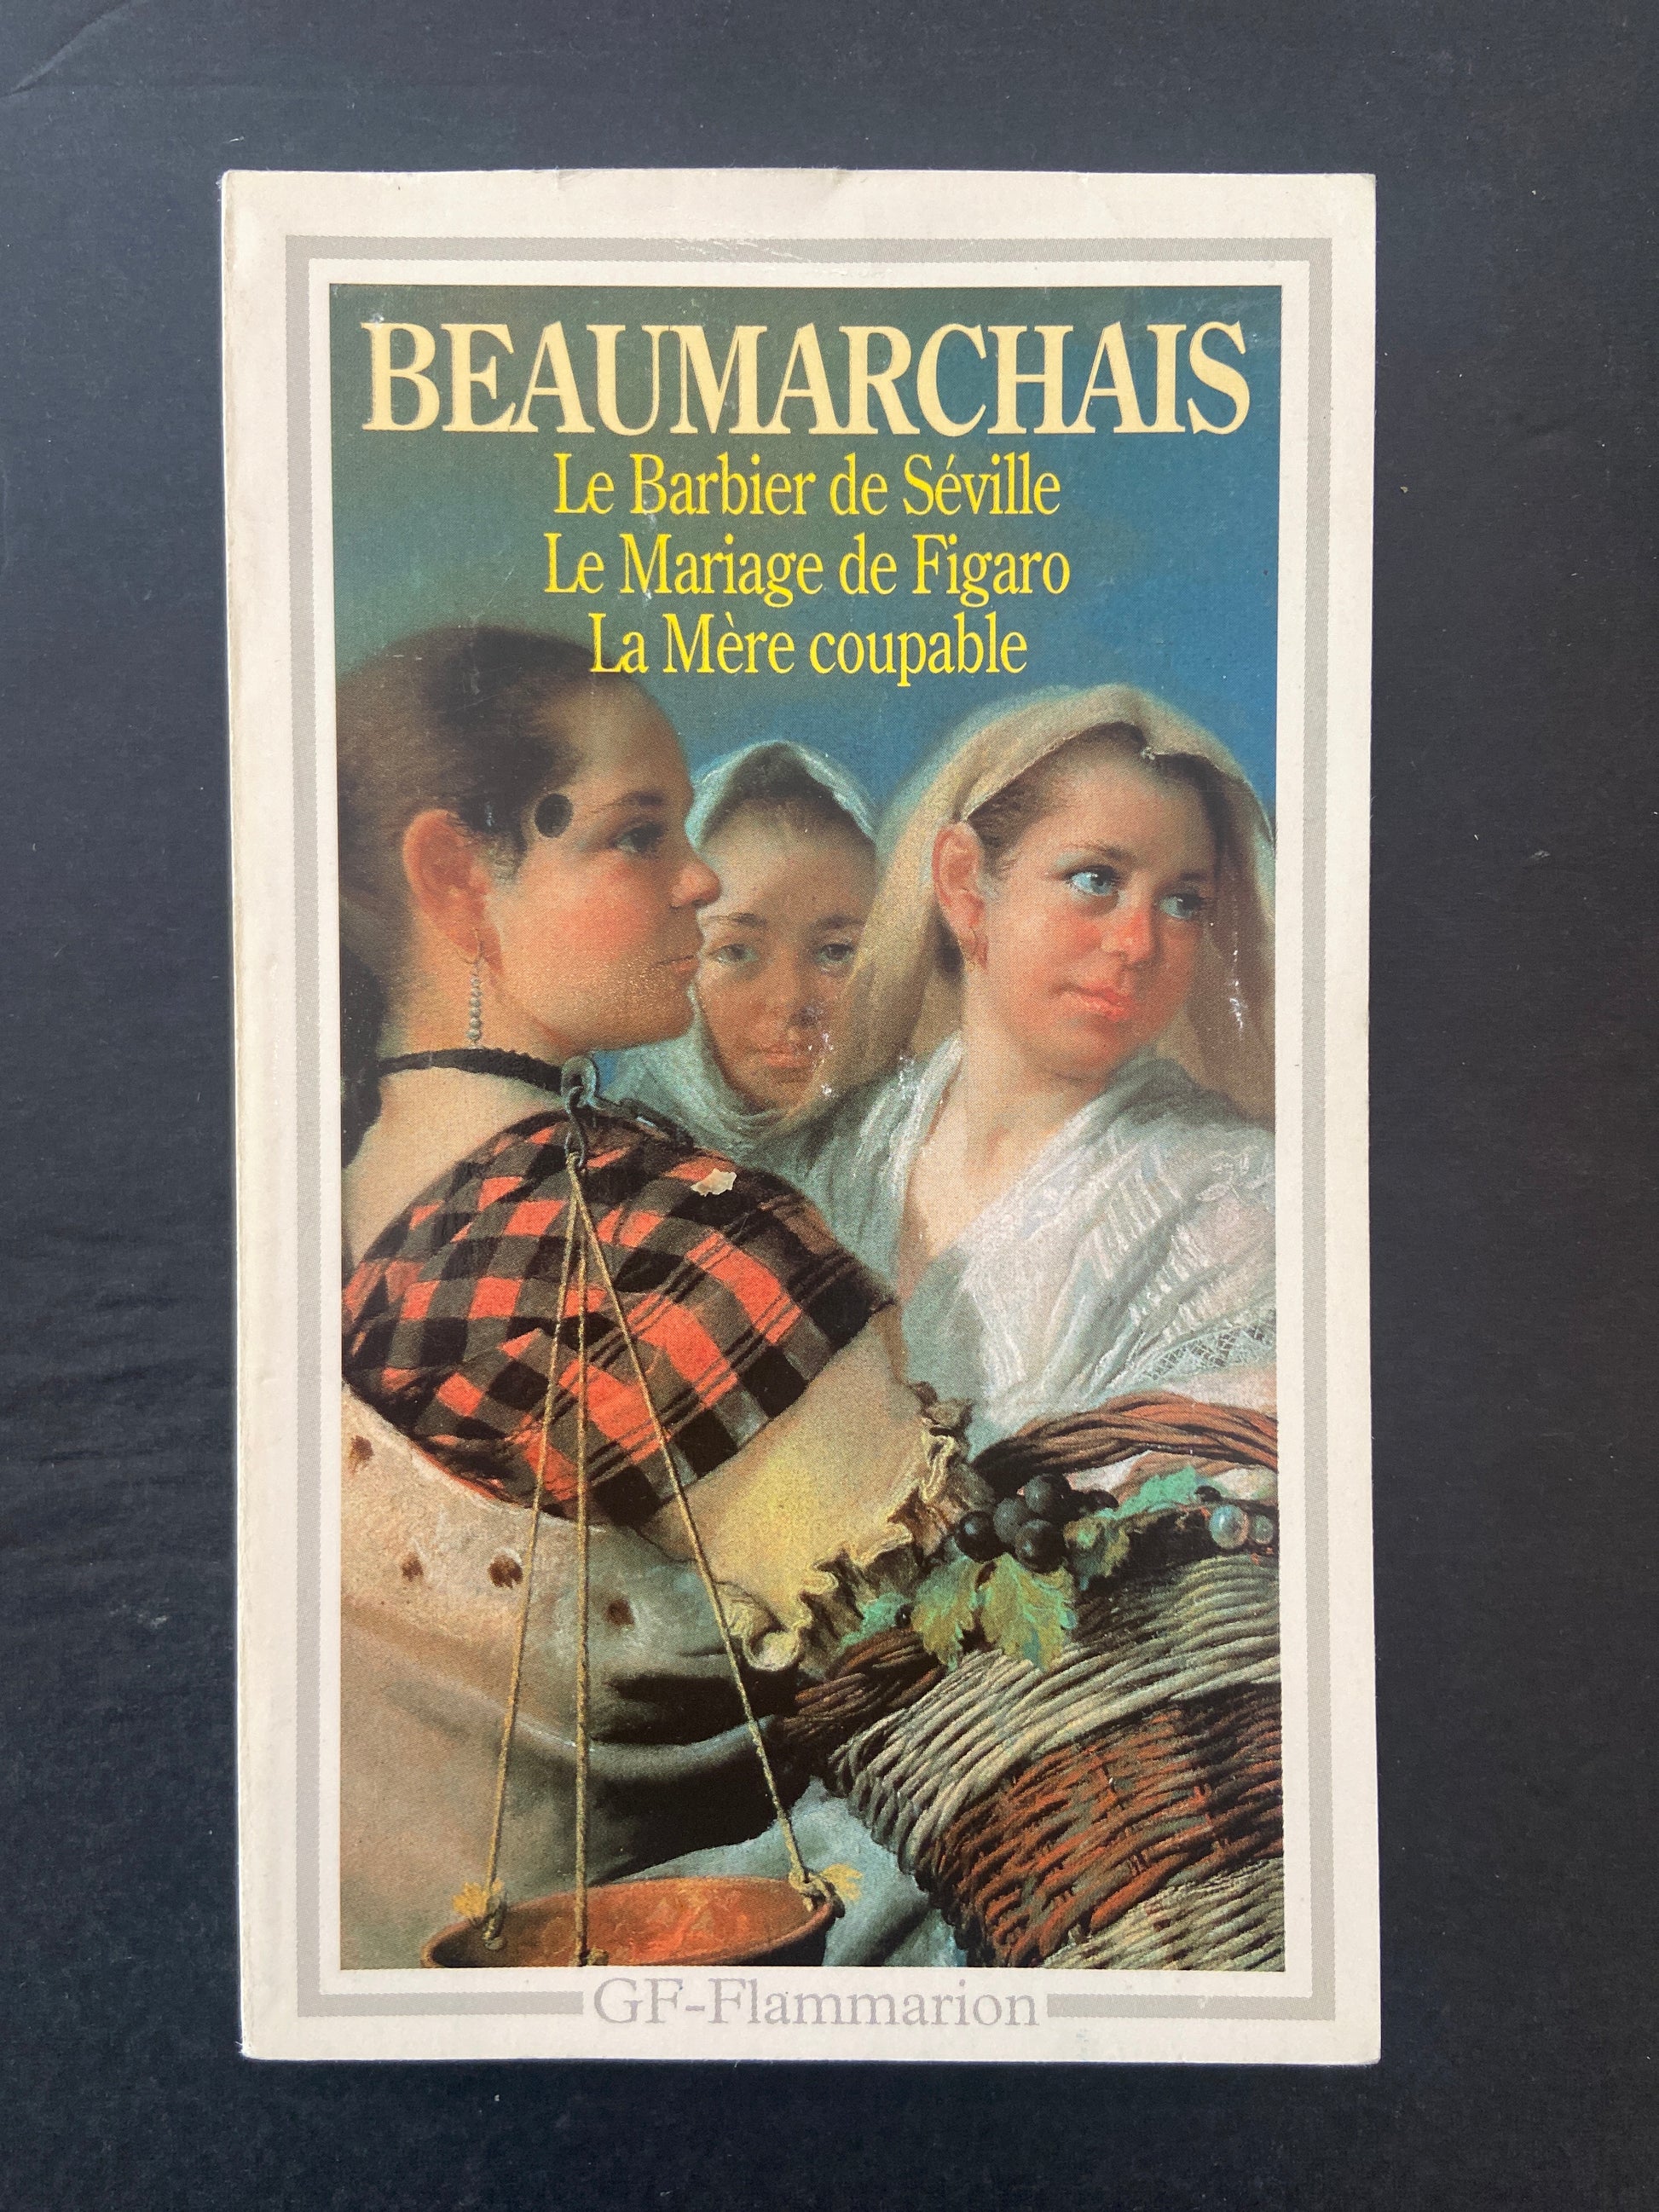 BEAUMARCHAIS
Le Barbier de Séville
Le Mariage de Figaro
La Mère coupable
GF-Flammarion